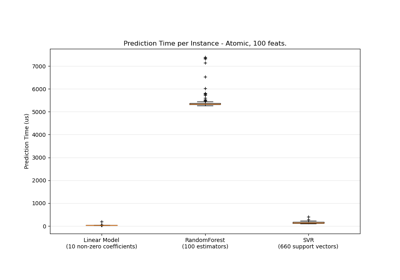 Prediction Time per Instance - Atomic, 100 feats.
7000
6000
5000
4000
3000
2000
1000
0
Prediction Time (us)
Linear Model
(10 non-zero coefficients)
RandomForest
(100 estimators)
SVR
(660 support vectors)